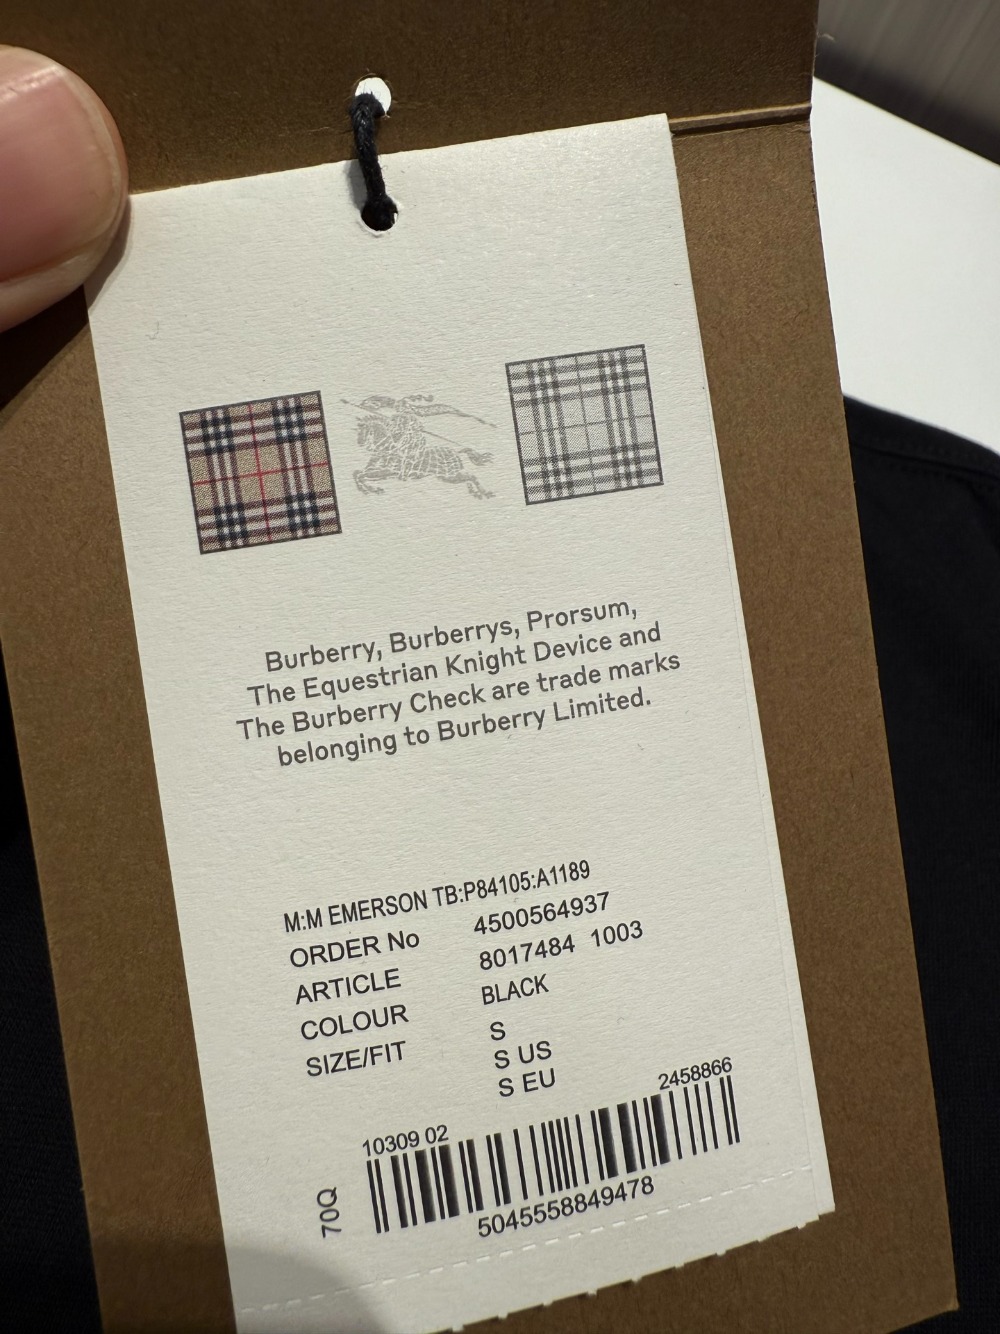 Burberry, Burberrys, Prorsum,
The Equestrian Knight Device and
The Burberry Check are trade marks
belonging to Burberry Limited.
M:M EMERSON TB:P84105:A1189
ORDER No 4500564937
ARTICLE 8017484 1003
COLOUR BLACK
SIZE/FIT S
S US
S EU
10309 02 2458866
70Q
5045558849478